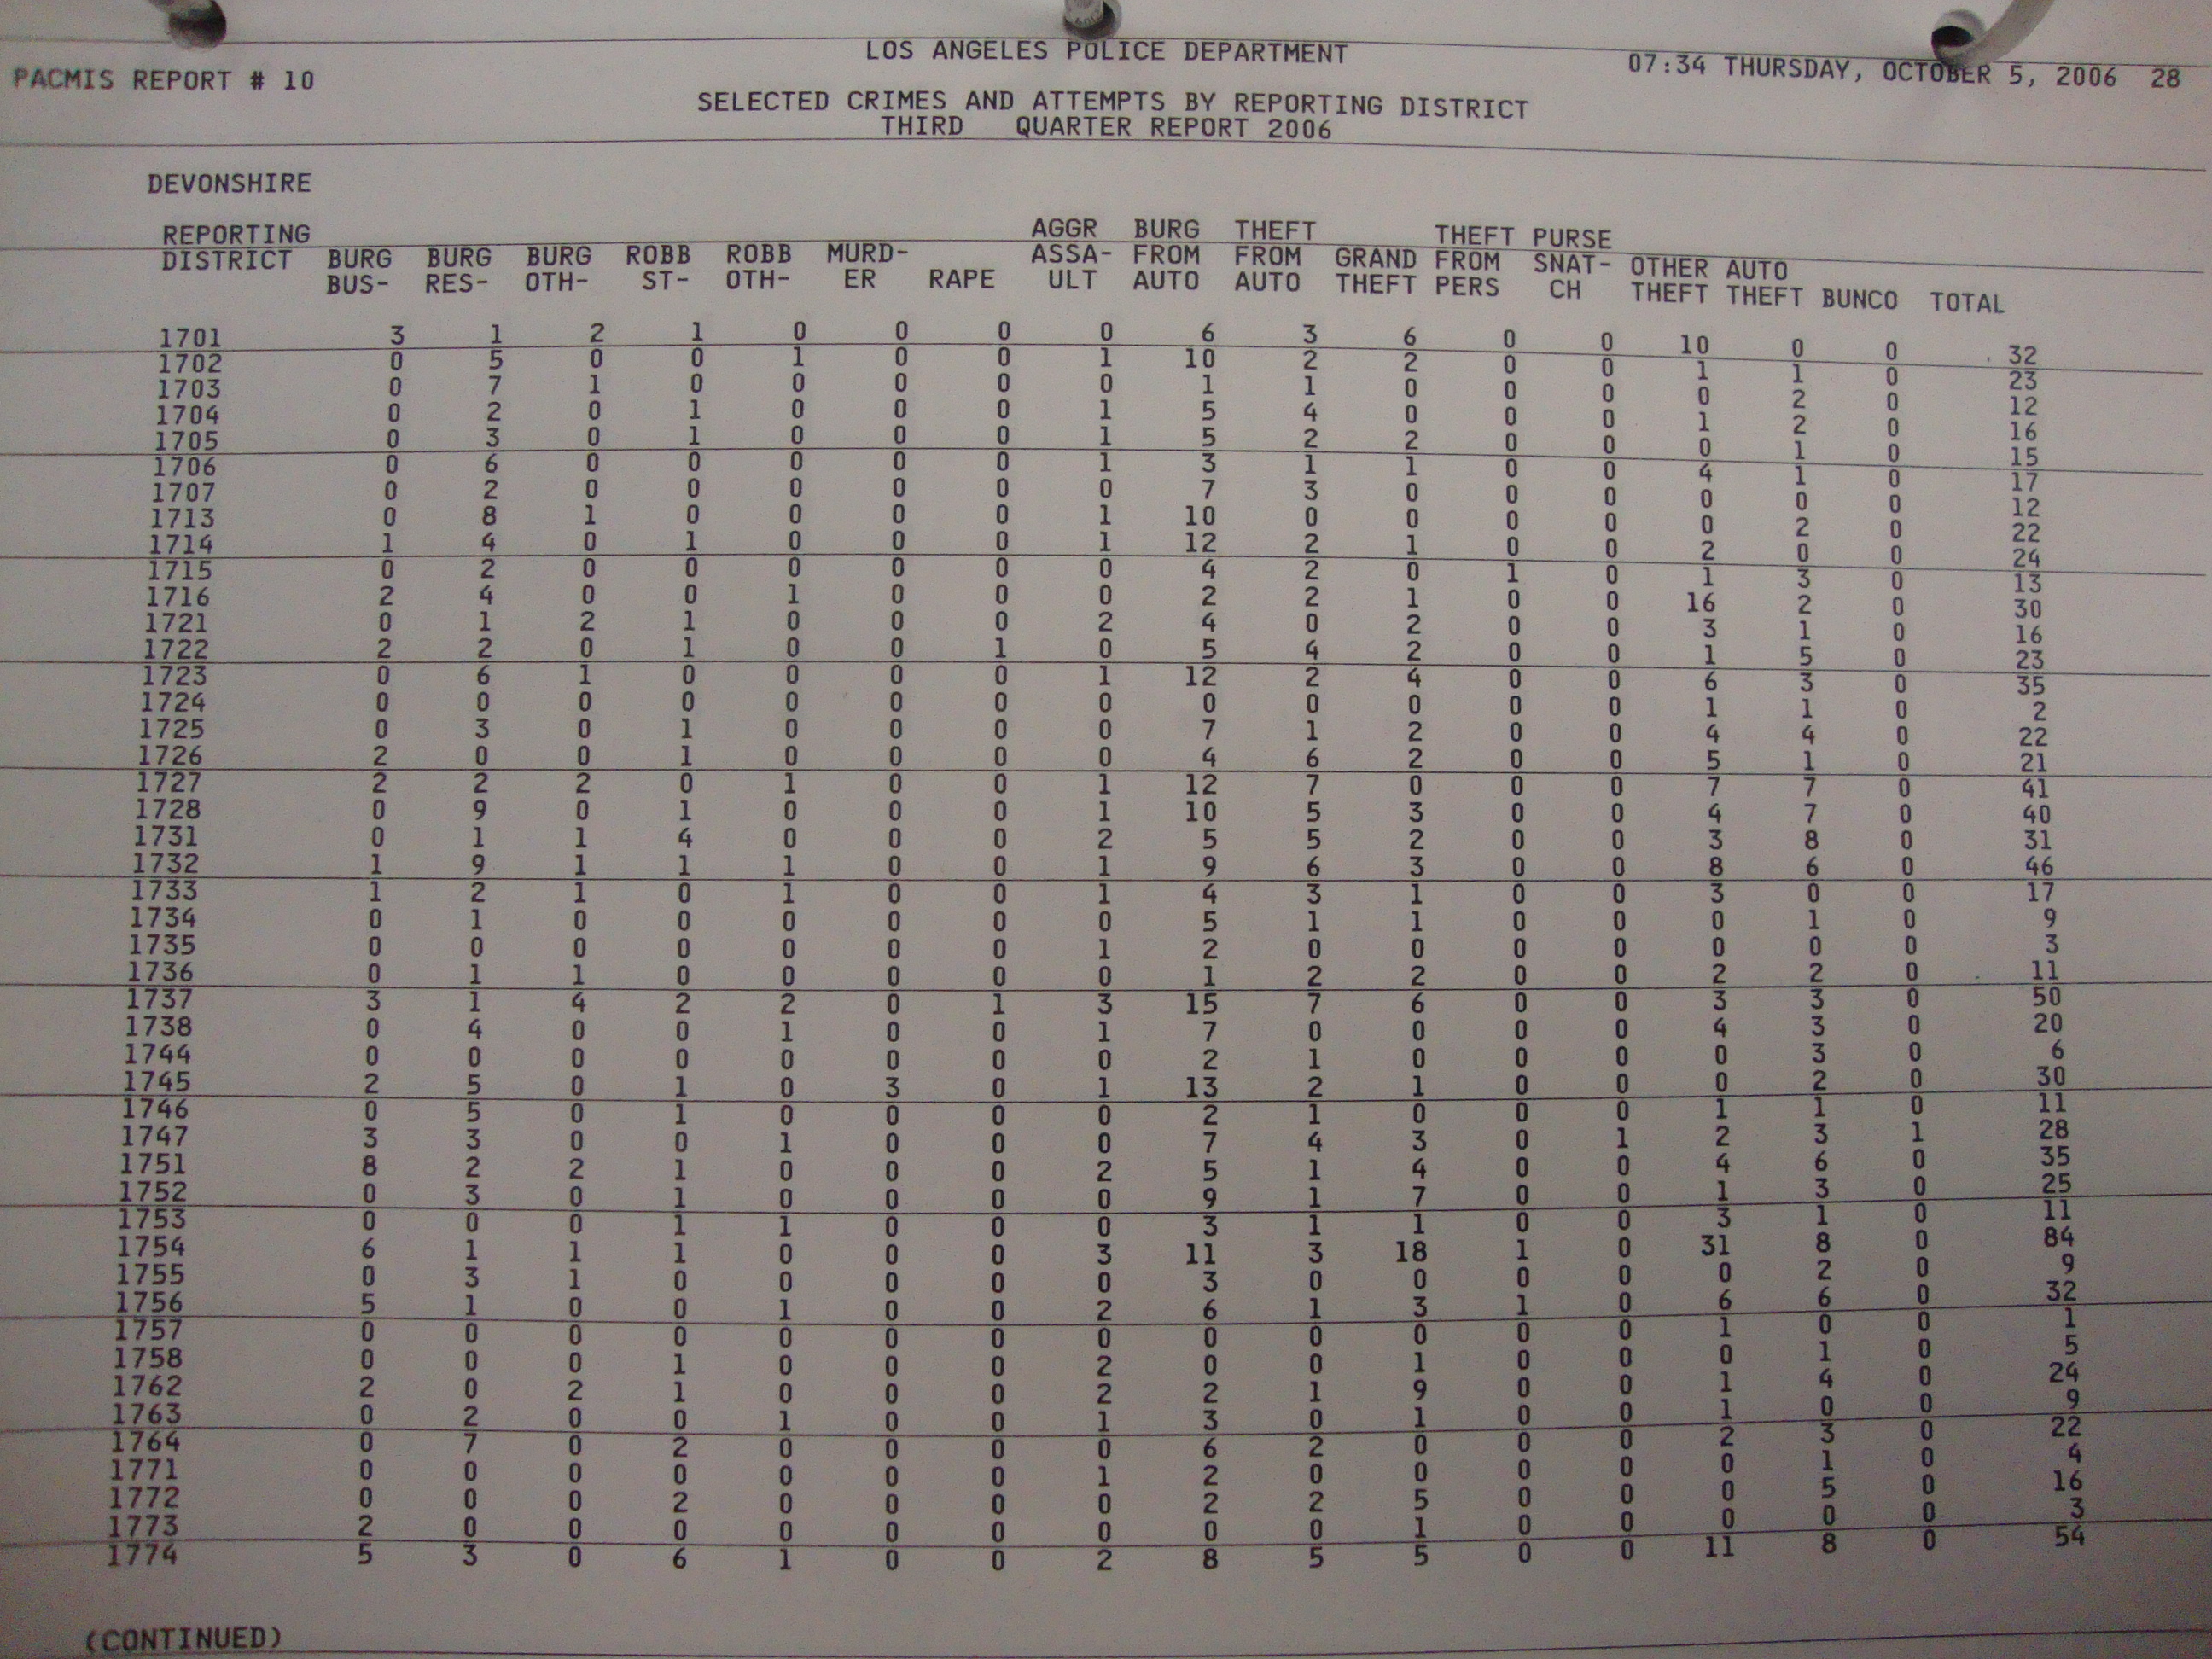 LOS ANGELES POLICE DEPARTMENT
PACMIS REPORT # 10 07:34 THURSDAY, OCTOBER 5, 2006 28
SELECTED CRIMES AND ATTEMPTS BY REPORTING DISTRICT
THIRD QUARTER REPORT 2006
DEVONSHIRE
REPORTING AGGR BURG THEFT THEFT PURSE
DISTRICT BURG BURG BURG ROBB ROBB MURD- ASSA- FROM FROM GRAND FROM SNAT- OTHER AUTO
BUS- RES- OTH- ST- OTH- ER RAPE ULT AUTO AUTO THEFT PERS CH THEFT THEFT BUNCO TOTAL
1701 3 1 2 1 0 0 0 0 6 3 6 0 0 10 0 0 32
1702 0 5 0 0 1 0 0 1 10 2 2 0 0 1 1 0 23
1703 0 7 1 0 0 0 0 0 1 1 0 0 0 0 2 0 12
1704 0 2 0 1 0 0 0 1 5 4 0 0 0 1 2 0 16
1705 0 3 0 1 0 0 0 1 5 2 2 0 0 0 1 0 15
1706 0 6 0 0 0 0 0 1 3 1 1 0 0 4 1 0 17
1707 0 2 0 0 0 0 0 0 7 3 0 0 0 0 0 0 12
1713 0 8 1 0 0 0 0 1 10 0 0 0 0 0 2 0 22
1714 1 4 0 1 0 0 0 1 12 2 1 0 0 2 0 0 24
1715 0 2 0 0 0 0 0 0 4 2 0 1 0 1 3 0 13
1716 2 4 0 0 1 0 0 0 2 2 1 0 0 16 2 0 30
1721 0 1 2 1 0 0 0 2 4 0 2 0 0 3 1 0 16
1722 2 2 0 1 0 0 1 0 5 4 2 0 0 1 5 0 23
1723 0 6 1 0 0 0 0 1 12 2 4 0 0 6 3 0 35
1724 0 0 0 0 0 0 0 0 0 0 0 0 0 1 1 0 2
1725 0 3 0 1 0 0 0 0 7 1 2 0 0 4 4 0 22
1726 2 0 0 1 0 0 0 0 4 6 2 0 0 5 1 0 21
1727 2 2 2 0 1 0 0 1 12 7 0 0 0 7 7 0 41
1728 0 9 0 1 0 0 0 1 10 5 3 0 0 4 7 0 40
1731 0 1 1 4 0 0 0 2 5 5 2 0 0 3 8 0 31
1732 1 9 1 1 1 0 0 1 9 6 3 0 0 8 6 0 46
1733 1 2 1 0 1 0 0 1 4 3 1 0 0 3 0 0 17
1734 0 1 0 0 0 0 0 0 5 1 1 0 0 0 1 0 9
1735 0 0 0 0 0 0 0 1 2 0 0 0 0 0 0 0 3
1736 0 1 1 0 0 0 0 0 1 2 2 0 0 2 2 0 11
1737 3 1 4 2 2 0 1 3 15 7 6 0 0 3 3 0 50
1738 0 4 0 0 1 0 0 1 7 0 0 0 0 4 3 0 20
1744 0 0 0 0 0 0 0 0 2 1 0 0 0 0 3 0 6
1745 2 5 0 1 0 3 0 1 13 2 1 0 0 0 2 0 30
1746 0 5 0 1 0 0 0 0 2 1 0 0 0 1 1 0 11
1747 3 3 0 0 1 0 0 0 7 4 3 0 1 2 3 1 28
1751 8 2 2 1 0 0 0 2 5 1 4 0 0 4 6 0 35
1752 0 3 0 1 0 0 0 0 9 1 7 0 0 1 3 0 25
1753 0 0 0 1 1 0 0 0 3 1 1 0 0 3 1 0 11
1754 6 1 1 1 0 0 0 3 11 3 18 1 0 31 8 0 84
1755 0 3 1 0 0 0 0 0 3 0 0 0 0 0 2 0 9
1756 5 1 0 0 1 0 0 2 6 1 3 1 0 6 6 0 32
1757 0 0 0 0 0 0 0 0 0 0 0 0 0 1 0 0 1
1758 0 0 0 1 0 0 0 2 0 0 1 0 0 0 1 0 5
1762 2 0 2 1 0 0 0 2 2 1 9 0 0 1 4 0 24
1763 0 2 0 0 1 0 0 1 3 0 1 0 0 1 0 0 9
1764 0 7 0 2 0 0 0 0 6 2 0 0 0 2 3 0 22
1771 0 0 0 0 0 0 0 1 2 0 0 0 0 0 1 0 4
1772 0 0 0 2 0 0 0 0 2 2 5 0 0 0 5 0 16
1773 2 0 0 0 0 0 0 0 0 0 1 0 0 0 0 0 3
1774 5 3 0 6 1 0 0 2 8 5 5 0 0 11 8 0 54
(CONTINUED)